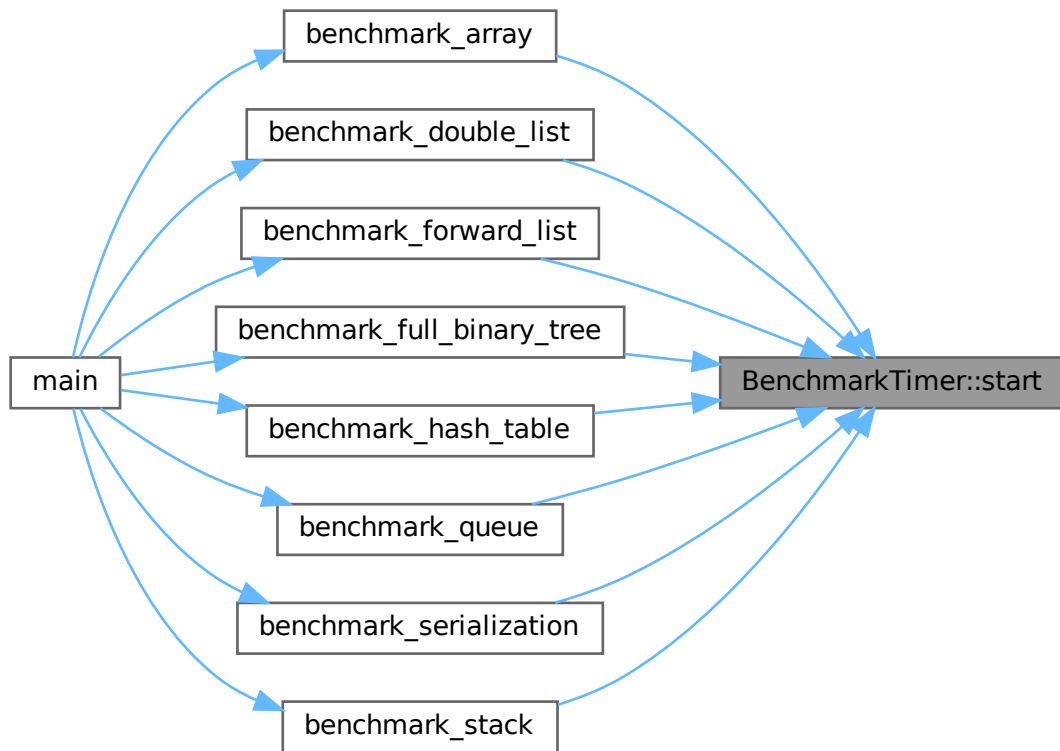 benchmark_array
benchmark_double_list
benchmark_forward_list
benchmark_full_binary_tree
main
BenchmarkTimer::start
benchmark_hash_table
benchmark_queue
benchmark_serialization
benchmark_stack